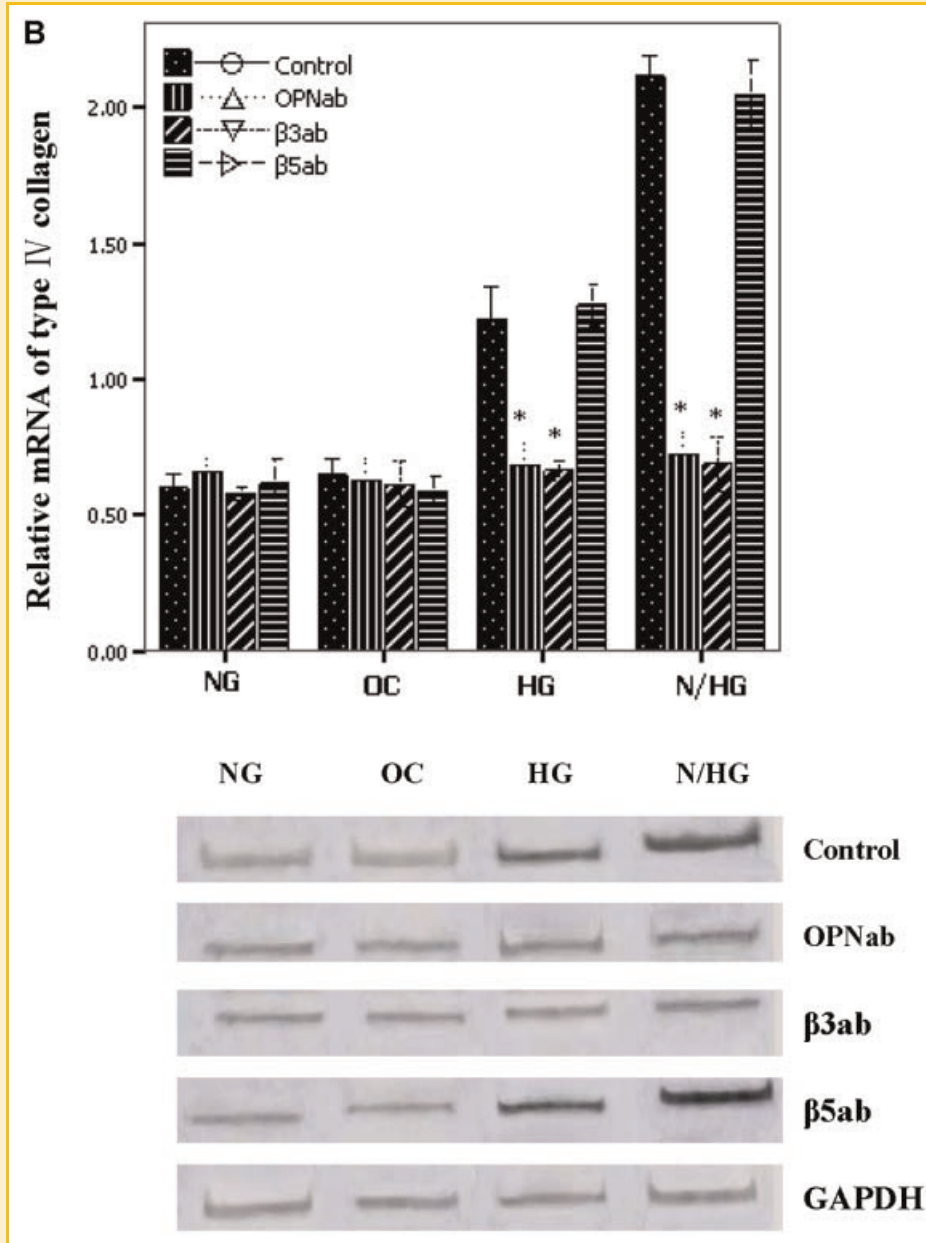 B
Relative mRNA of type IV collagen
Control
OPNab
β3ab
β5ab
2.00
1.50
1.00
0.50
0.00
* * * *
NG OC HG N/HG
NG OC HG N/HG
Control
OPNab
β3ab
β5ab
GAPDH